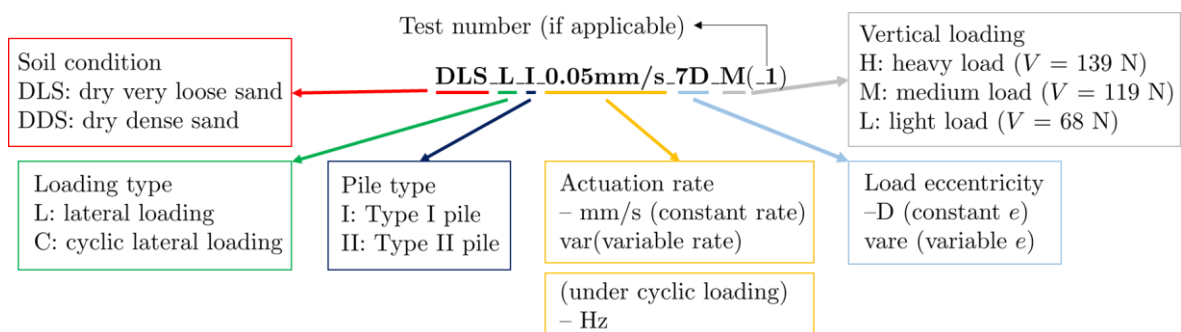 Test number (if applicable)
DLS_L_I_0.05mm/s_7D_M(_1)
Soil condition
DLS: dry very loose sand
DDS: dry dense sand
Vertical loading
H: heavy load (V = 139 N)
M: medium load (V = 119 N)
L: light load (V = 68 N)
Loading type
L: lateral loading
C: cyclic lateral loading
Pile type
I: Type I pile
II: Type II pile
Actuation rate
– mm/s (constant rate)
var(variable rate)
(under cyclic loading)
– Hz
Load eccentricity
–D (constant e)
vare (variable e)